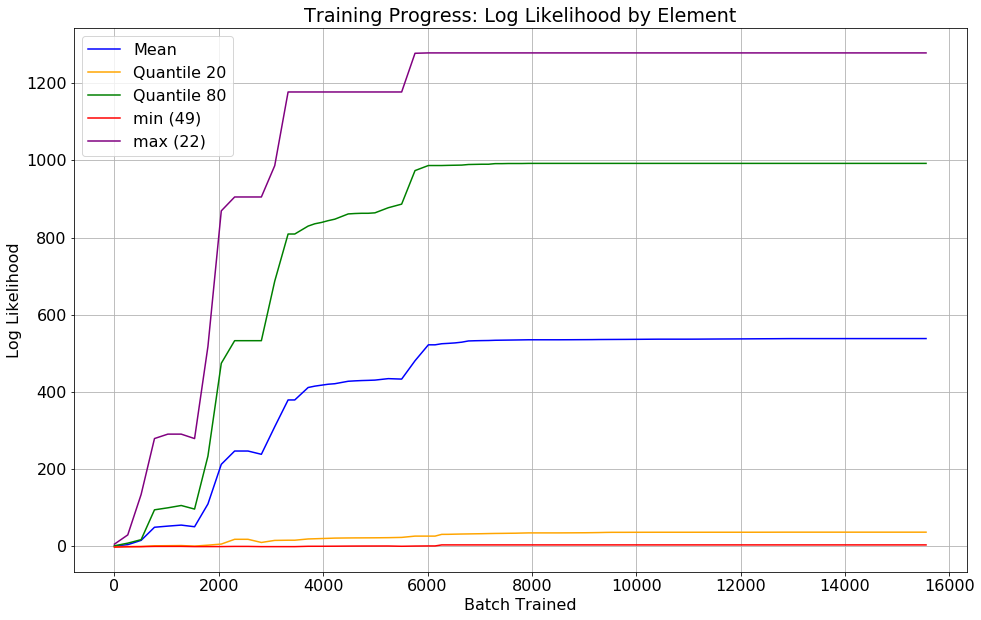 Training Progress: Log Likelihood by Element
Mean
Quantile 20
Quantile 80
min (49)
max (22)
1200
1000
800
600
400
200
0
Log Likelihood
0 2000 4000 6000 8000 10000 12000 14000 16000
Batch Trained